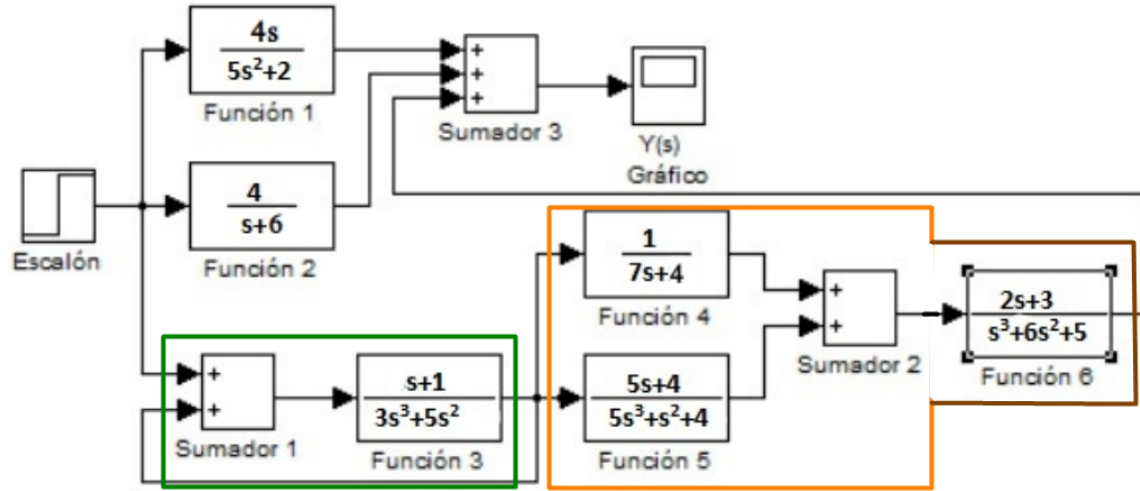 4s
5s²+2
Función 1
+
+
+
Sumador 3
Y(s)
Gráfico
Escalón
4
s+6
Función 2
1
7s+4
Función 4
+
+
Sumador 2
2s+3
s³+6s²+5
Función 6
+
+
Sumador 1
s+1
3s³+5s²
Función 3
5s+4
5s³+s²+4
Función 5